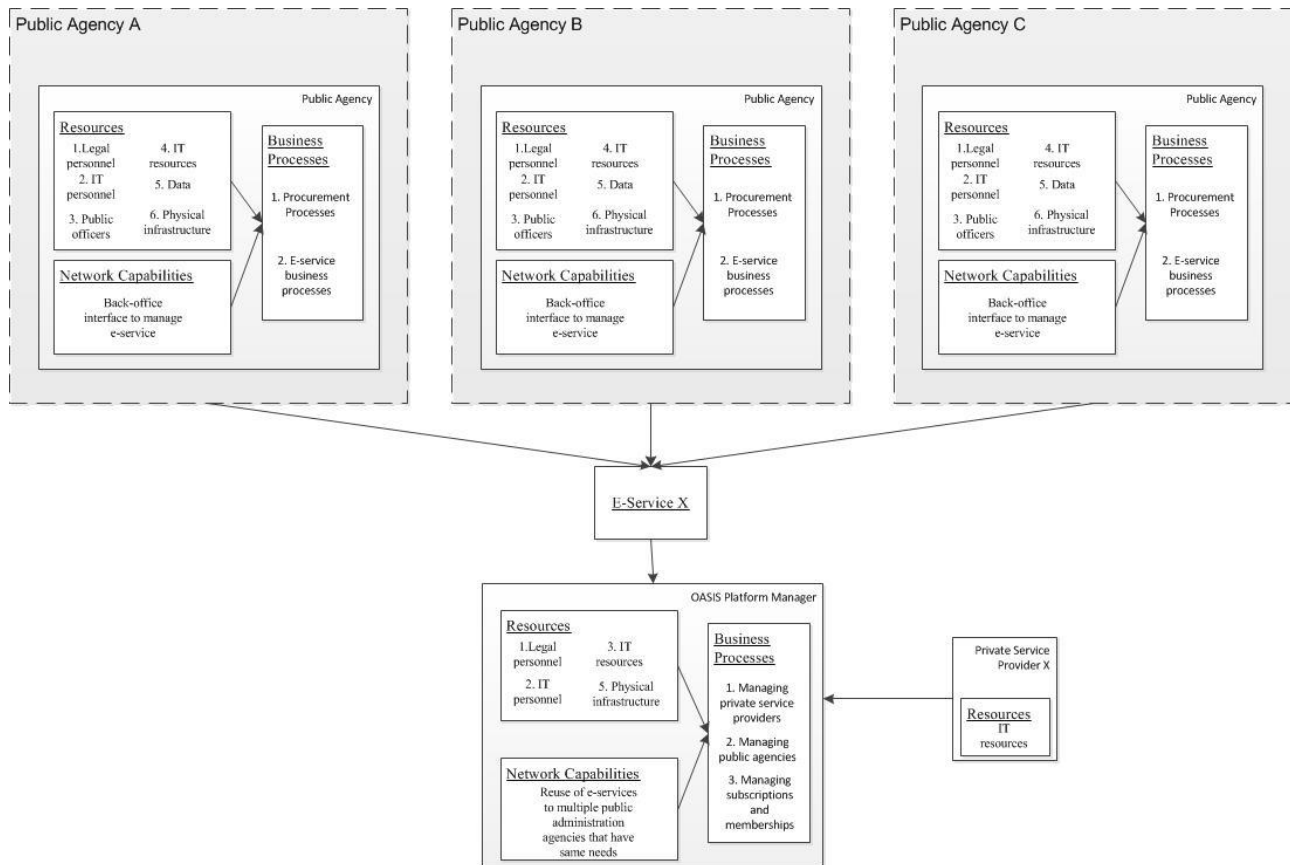 Public Agency A
Public Agency
Resources
1.Legal
personnel
2. IT
personnel
3. Public
officers
4. IT
resources
5. Data
6. Physical
infrastructure
Business
Processes
1. Procurement
Processes
2. E-service
business
processes
Network Capabilities
Back-office
interface to manage
e-service
Public Agency B
Public Agency
Resources
1.Legal
personnel
2. IT
personnel
3. Public
officers
4. IT
resources
5. Data
6. Physical
infrastructure
Business
Processes
1. Procurement
Processes
2. E-service
business
processes
Network Capabilities
Back-office
interface to manage
e-service
Public Agency C
Public Agency
Resources
1.Legal
personnel
2. IT
personnel
3. Public
officers
4. IT
resources
5. Data
6. Physical
infrastructure
Business
Processes
1. Procurement
Processes
2. E-service
business
processes
Network Capabilities
Back-office
interface to manage
e-service
E-Service X
OASIS Platform Manager
Resources
1.Legal
personnel
2. IT
personnel
3. IT
resources
5. Physical
infrastructure
Business
Processes
1. Managing
private service
providers
2. Managing
public agencies
3. Managing
subscriptions
and
memberships
Network Capabilities
Reuse of e-services
to multiple public
administration
agencies that have
same needs
Private Service
Provider X
Resources
IT
resources